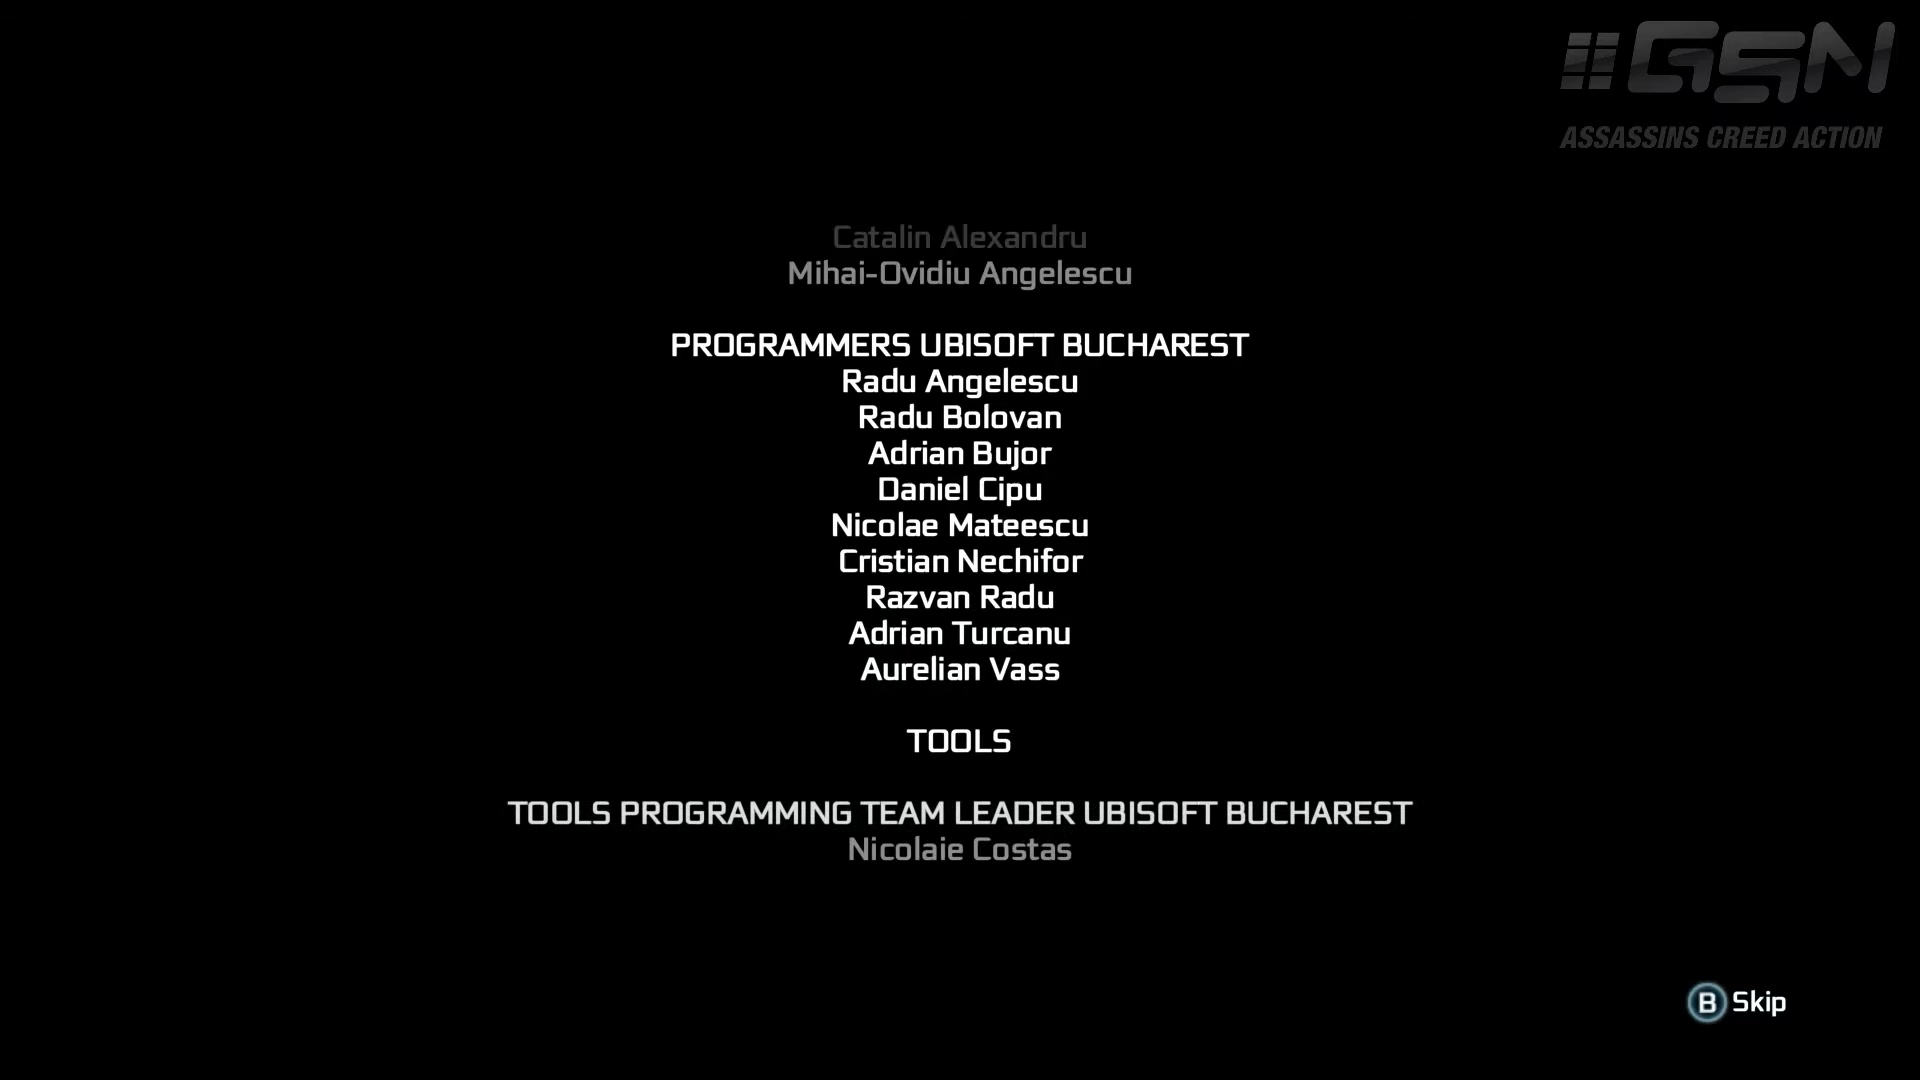 GSN
ASSASSINS CREED ACTION
Catalin Alexandru
Mihai-Ovidiu Angelescu
PROGRAMMERS UBISOFT BUCHAREST
Radu Angelescu
Radu Bolovan
Adrian Bujor
Daniel Cipu
Nicolae Mateescu
Cristian Nechifor
Razvan Radu
Adrian Turcanu
Aurelian Vass
TOOLS
TOOLS PROGRAMMING TEAM LEADER UBISOFT BUCHAREST
Nicolaie Costas
B Skip